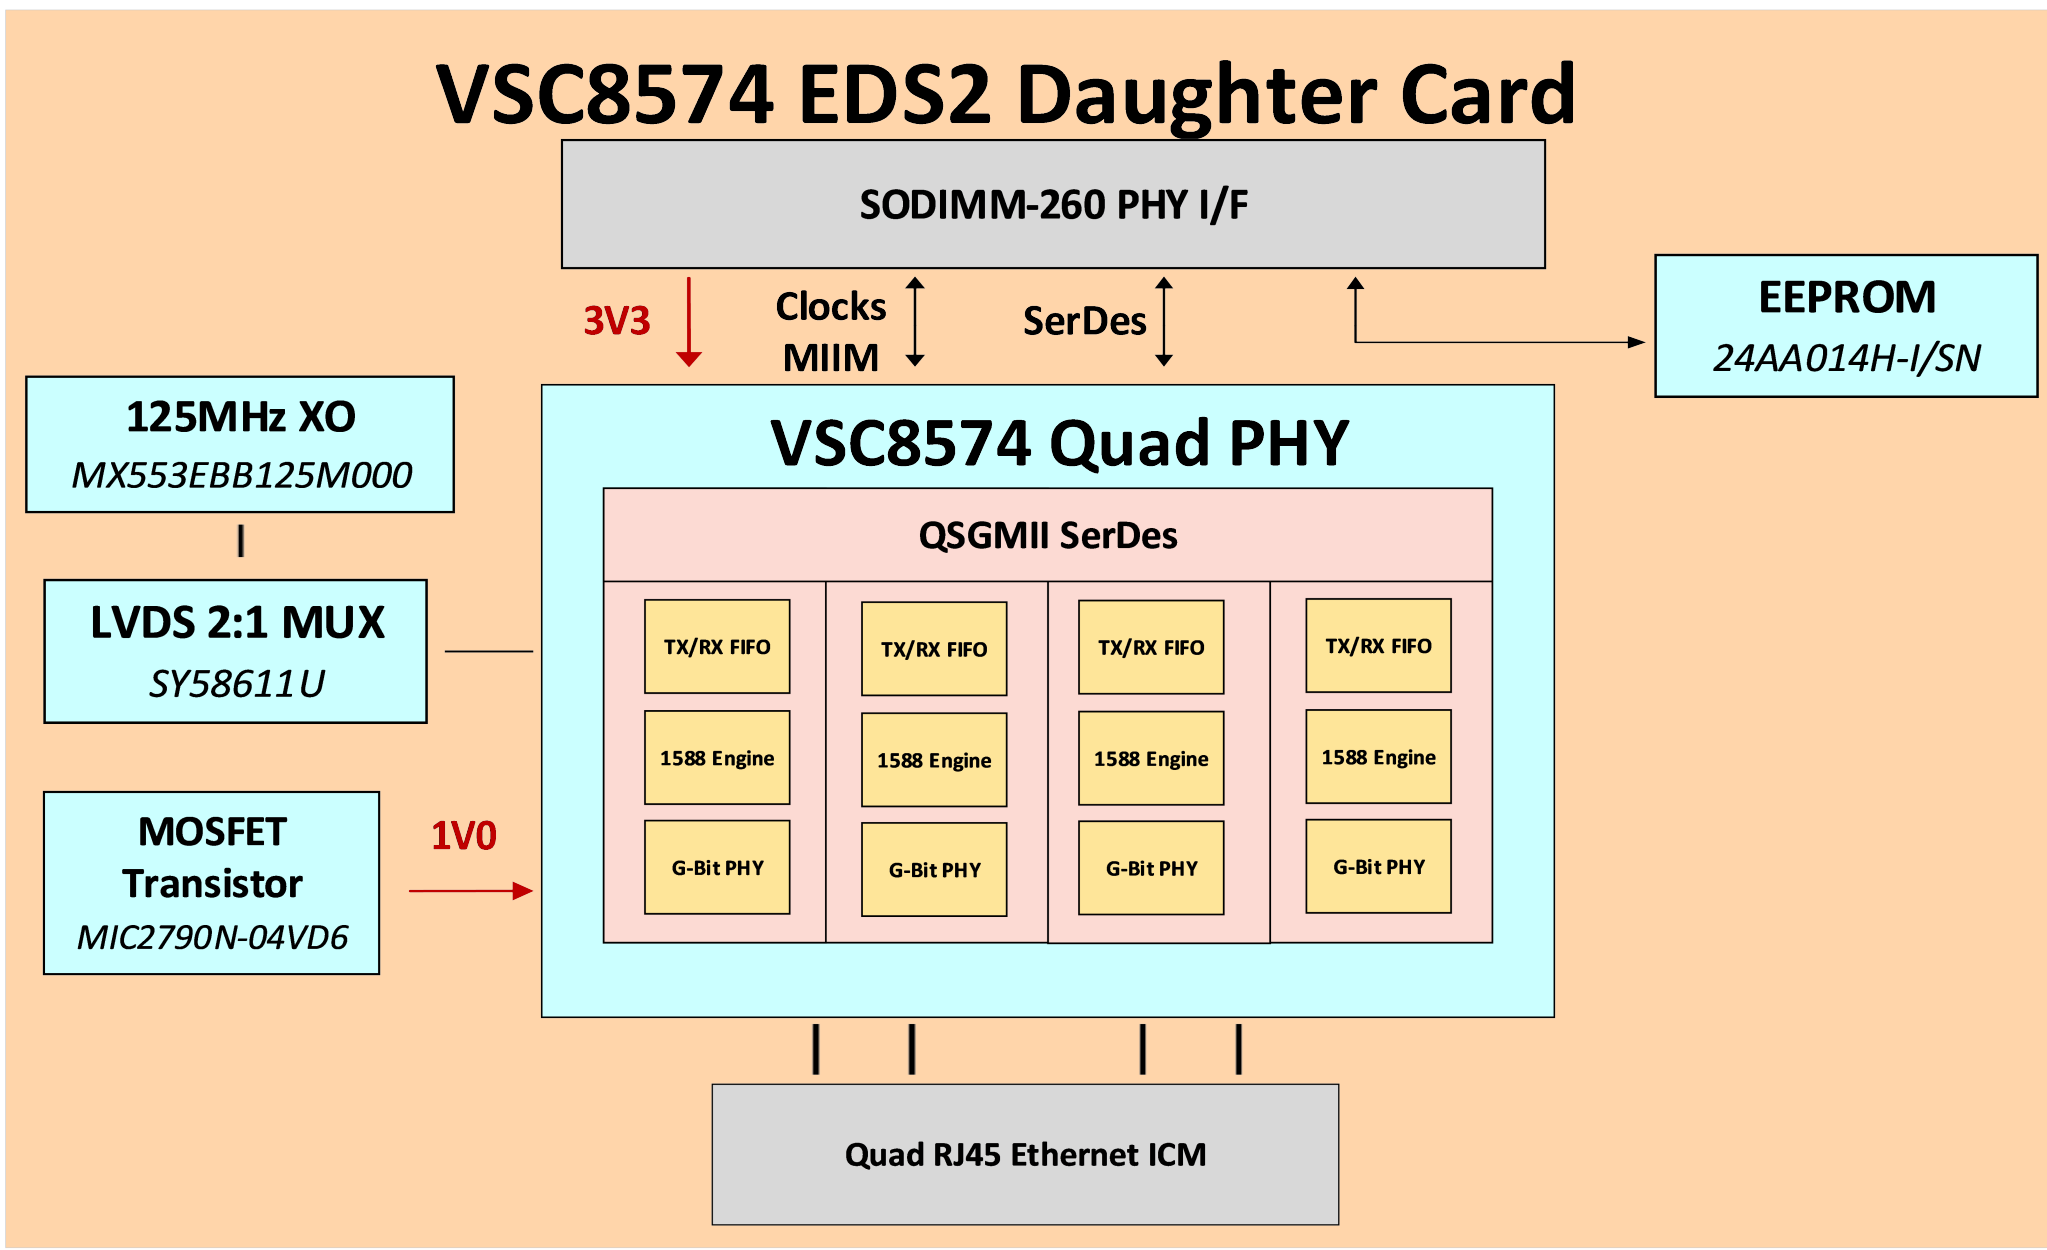 VSC8574 EDS2 Daughter Card
SODIMM-260 PHY I/F
3V3
Clocks
MIIM
SerDes
EEPROM
24AA014H-I/SN
125MHz XO
MX553EBB125M000
LVDS 2:1 MUX
SY58611U
MOSFET
Transistor
MIC2790N-04VD6
1V0
VSC8574 Quad PHY
QSGMII SerDes
TX/RX FIFO
TX/RX FIFO
TX/RX FIFO
TX/RX FIFO
1588 Engine
1588 Engine
1588 Engine
1588 Engine
G-Bit PHY
G-Bit PHY
G-Bit PHY
G-Bit PHY
Quad RJ45 Ethernet ICM